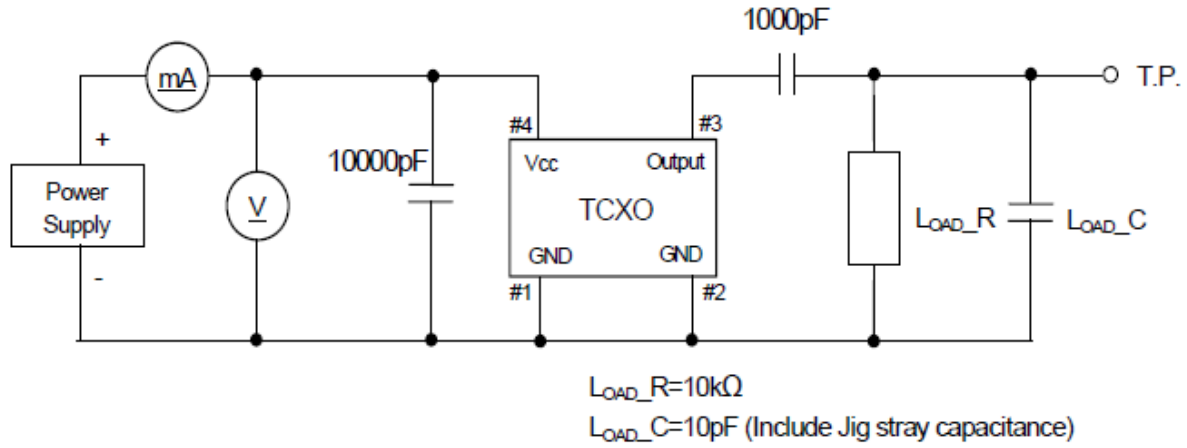 1000pF
mA
T.P.
#4
#3
+
10000pF
Vcc
Output
Power
Supply
V
TCXO
LOAD_R
LOAD_C
GND
GND
-
#1
#2
LOAD_R=10kΩ
LOAD_C=10pF (Include Jig stray capacitance)